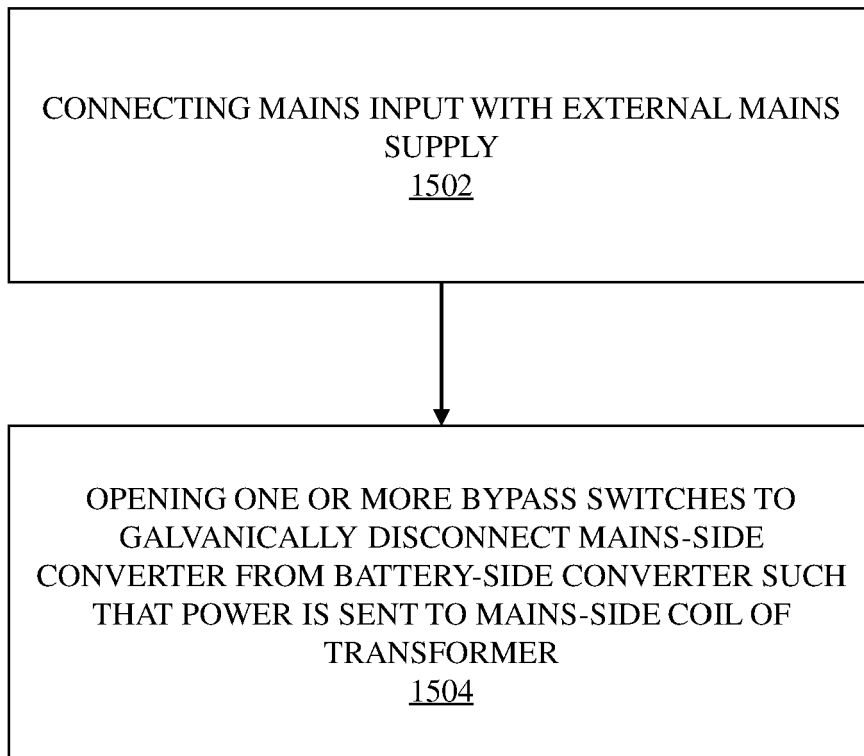 CONNECTING MAINS INPUT WITH EXTERNAL MAINS
SUPPLY
1502
OPENING ONE OR MORE BYPASS SWITCHES TO
GALVANICALLY DISCONNECT MAINS-SIDE
CONVERTER FROM BATTERY-SIDE CONVERTER SUCH
THAT POWER IS SENT TO MAINS-SIDE COIL OF
TRANSFORMER
1504